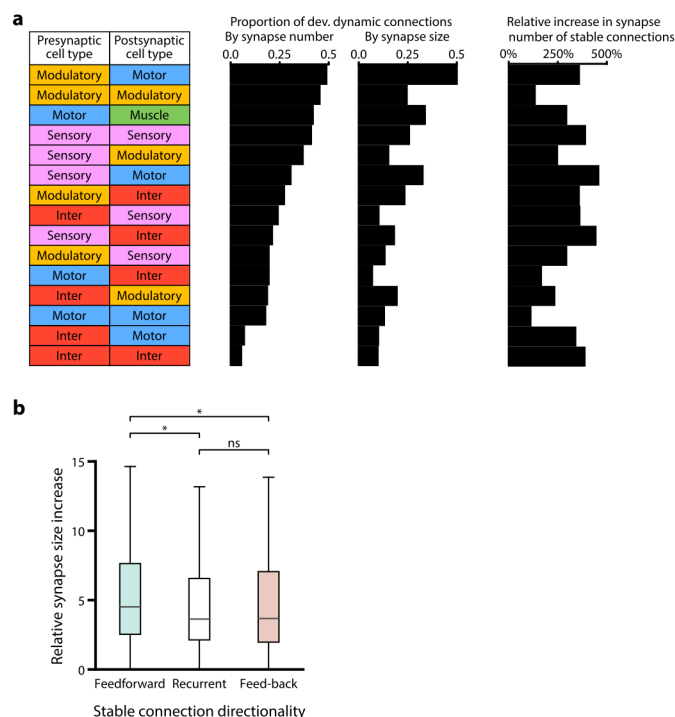 a
Proportion of dev. dynamic connections
By synapse number By synapse size
Relative increase in synapse
number of stable connections
Presynaptic cell type Postsynaptic cell type
0.0 0.25 0.5 0.0 0.25 0.5 0% 250% 500%
Modulatory Motor
Modulatory Modulatory
Motor Muscle
Sensory Sensory
Sensory Modulatory
Sensory Motor
Modulatory Inter
Inter Sensory
Sensory Inter
Modulatory Sensory
Motor Inter
Inter Modulatory
Motor Motor
Inter Motor
Inter Inter
b
*
*
ns
Relative synapse size increase
15
10
5
0
Feedforward Recurrent Feed-back
Stable connection directionality